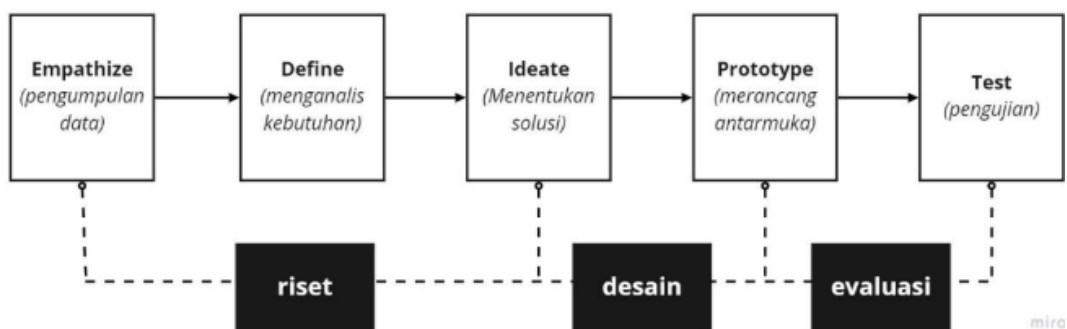 Empathize
(pengumpulan
data)
Define
(menganalis
kebutuhan)
Ideate
(Menentukan
solusi)
Prototype
(merancang
antarmuka)
Test
(pengujian)
riset
desain
evaluasi
miro